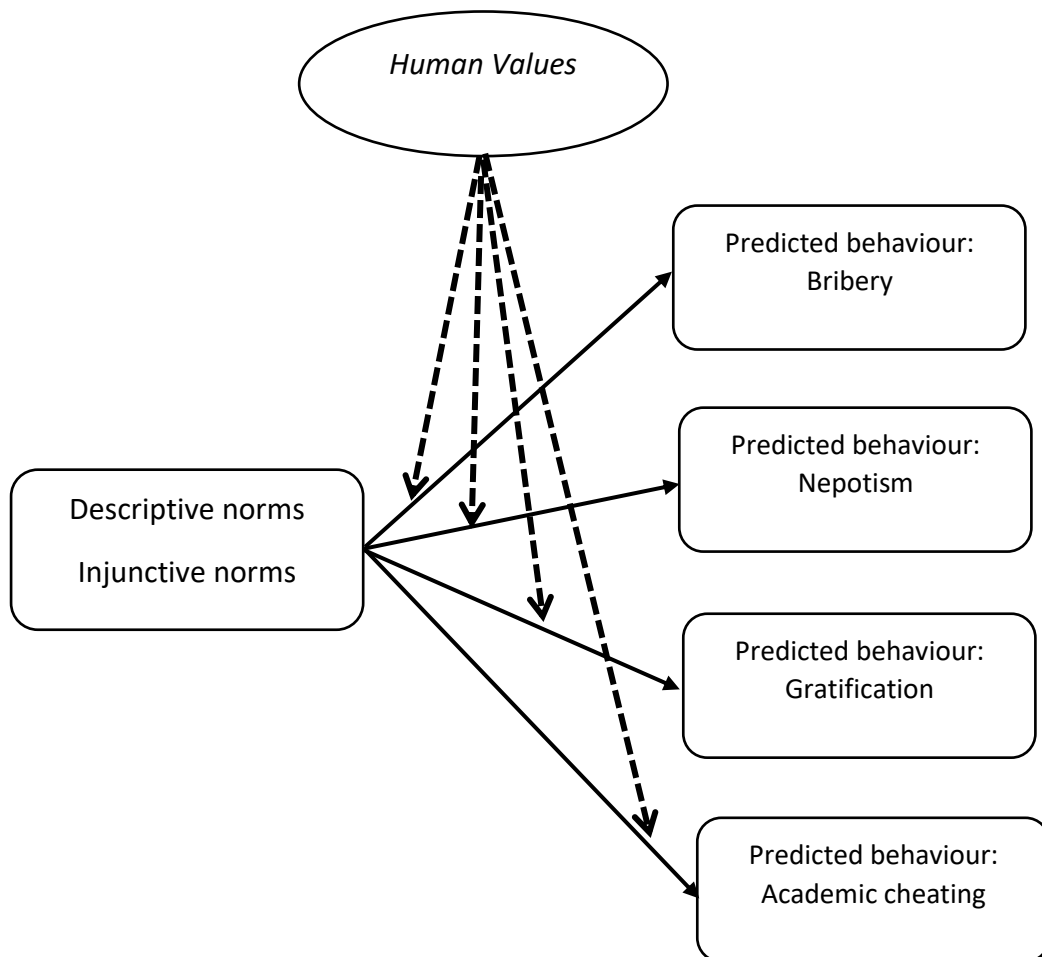 Human Values
Predicted behaviour:
Bribery
Predicted behaviour:
Nepotism
Descriptive norms
Injunctive norms
Predicted behaviour:
Gratification
Predicted behaviour:
Academic cheating